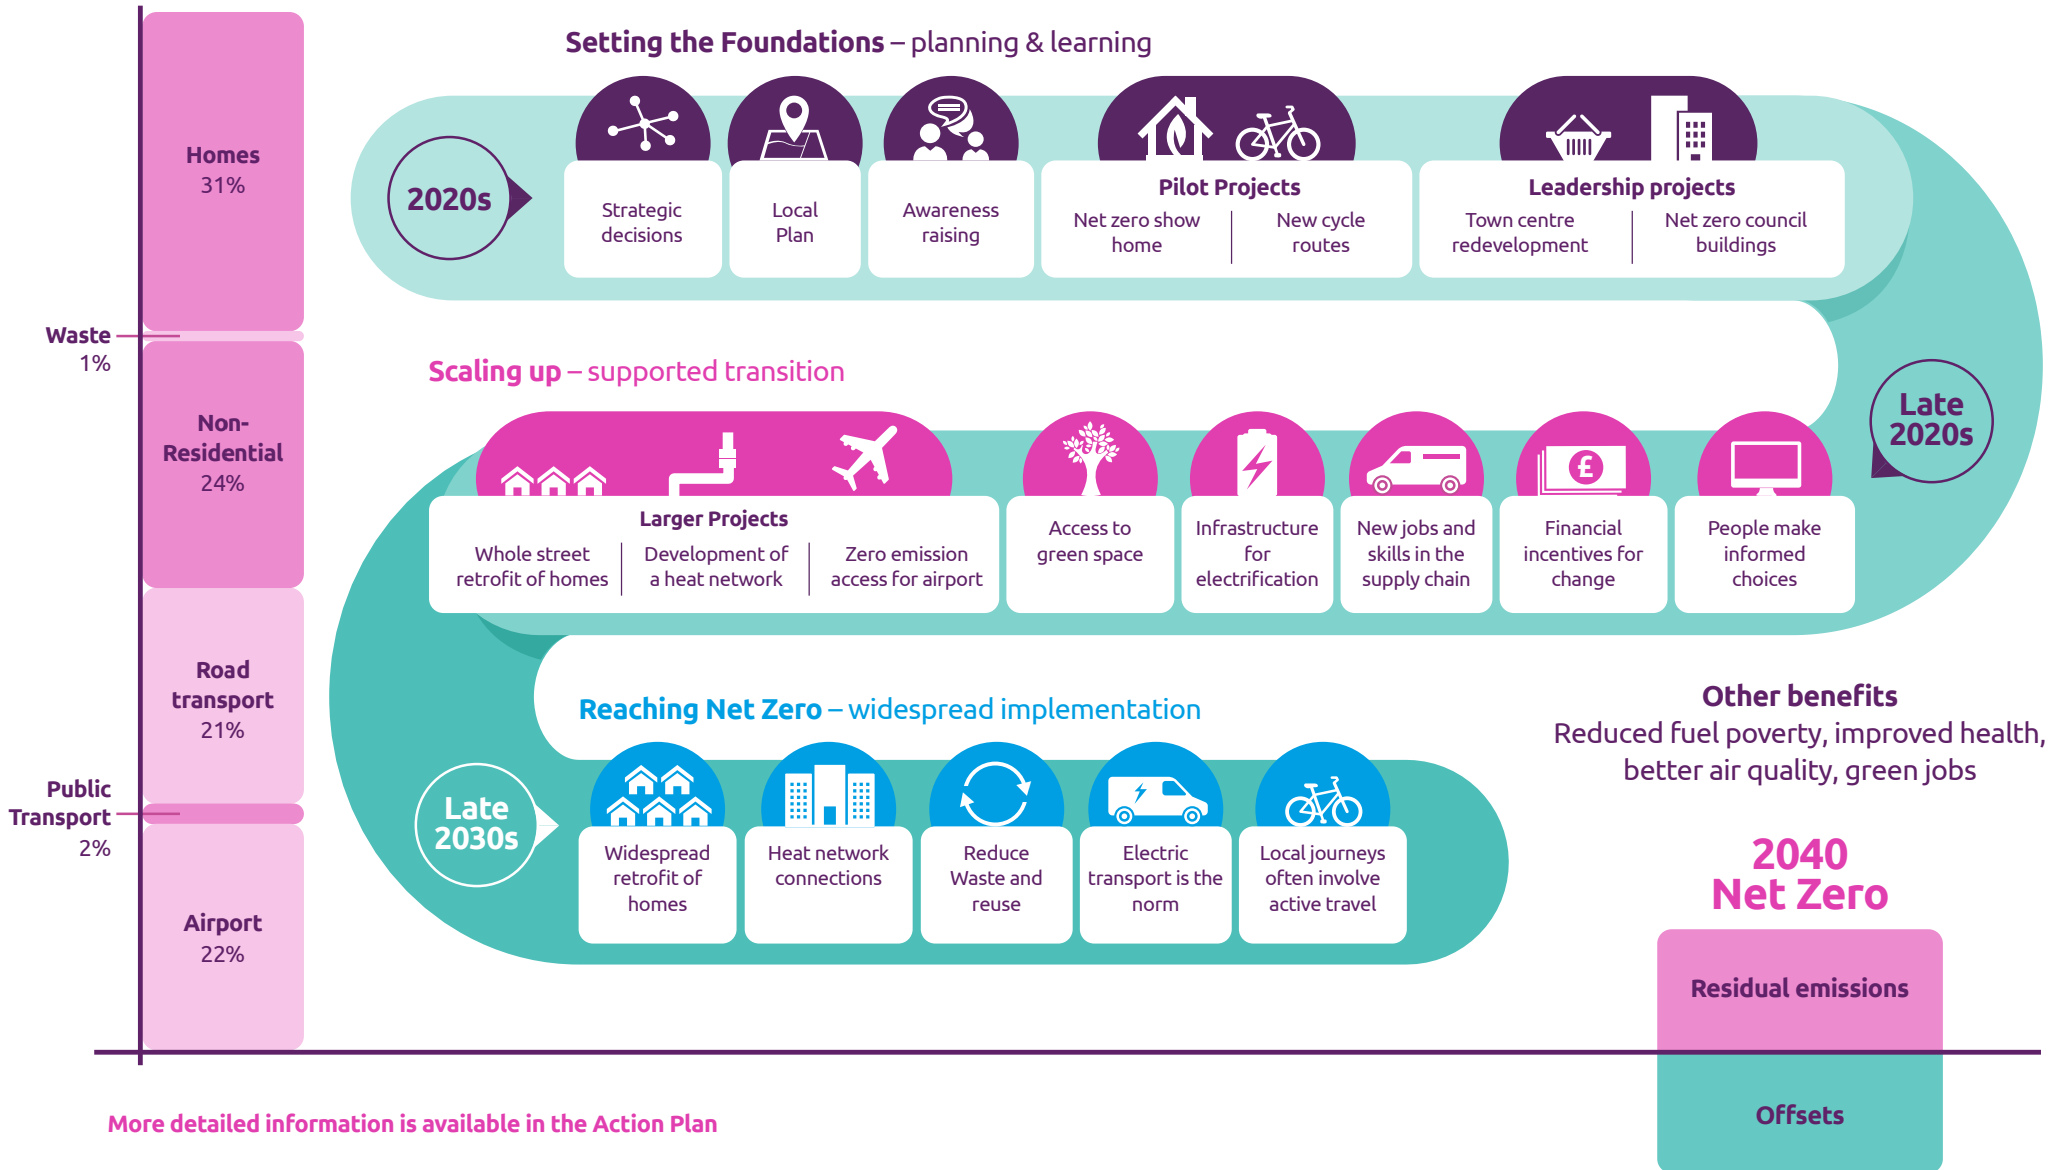 Homes
31%
Waste
1%
Non-
Residential
24%
Road
transport
21%
Public
Transport
2%
Airport
22%
Setting the Foundations – planning & learning
2020s
Strategic
decisions
Local
Plan
Awareness
raising
Pilot Projects
Net zero show
home
New cycle
routes
Leadership projects
Town centre
redevelopment
Net zero council
buildings
Scaling up – supported transition
Late
2020s
Larger Projects
Whole street
retrofit of homes
Development of
a heat network
Zero emission
access for airport
Access to
green space
Infrastructure
for
electrification
New jobs and
skills in the
supply chain
£
Financial
incentives for
change
People make
informed
choices
Reaching Net Zero – widespread implementation
Late
2030s
Widespread
retrofit of
homes
Heat network
connections
Reduce
Waste and
reuse
Electric
transport is the
norm
Local journeys
often involve
active travel
Other benefits
Reduced fuel poverty, improved health,
better air quality, green jobs
2040
Net Zero
Residual emissions
Offsets
More detailed information is available in the Action Plan